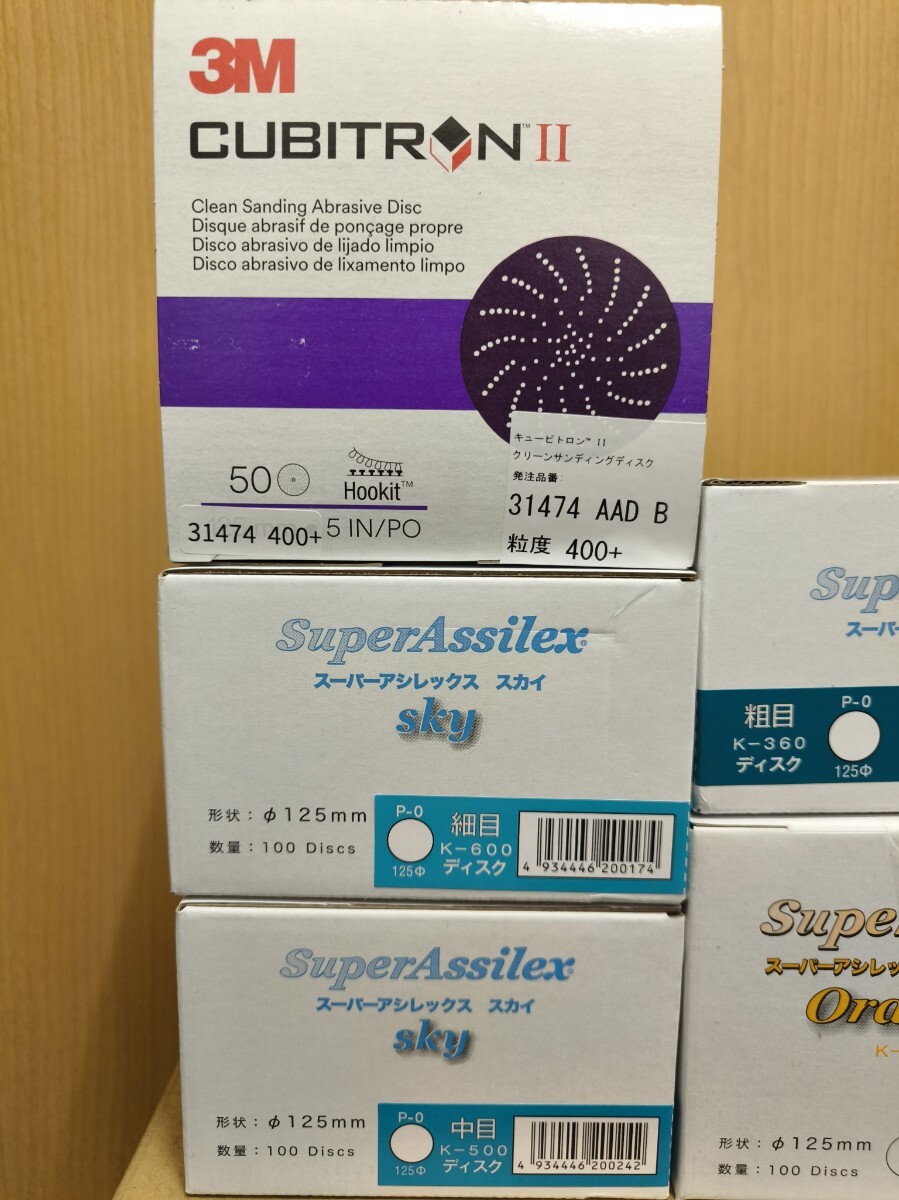 3M
CUBITRON™ II
Clean Sanding Abrasive Disc
Disque abrasif de ponçage propre
Disco abrasivo de lijado limpio
Disco abrasivo de lixamento limpo
キュービトロン™ II
クリーンサンディングディスク
発注品番:
31474 AAD B
粒度 400+
50
Hookit™
31474 400+
5 IN/PO
SuperAssilex®
スーパーアシレックス スカイ
sky
形状：φ125mm
数量：100 Discs
P-0
125Φ
細目
K-600
ディスク
4 934446 200174
SuperAssilex®
スーパーアシレックス スカイ
sky
形状：φ125mm
数量：100 Discs
P-0
125Φ
中目
K-500
ディスク
4 934446 200242
粗目
K-360
ディスク
P-0
125Φ
形状：φ125mm
数量：100 Discs